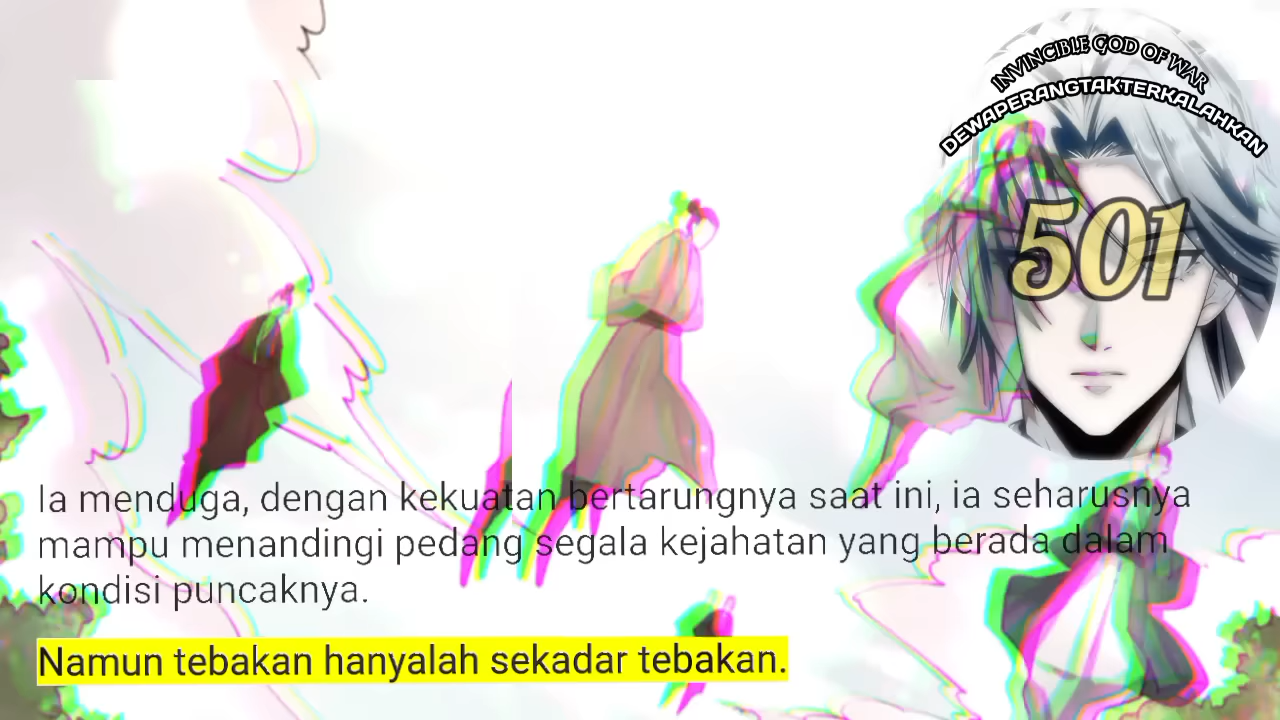 INVINCIBLE GOD OF WAR
DEWAPERANGTAKTERKALAHKAN
501
Ia menduga, dengan kekuatan bertarungnya saat ini, ia seharusnya
mampu menandingi pedang segala kejahatan yang berada dalam
kondisi puncaknya.
Namun tebakan hanyalah sekadar tebakan.